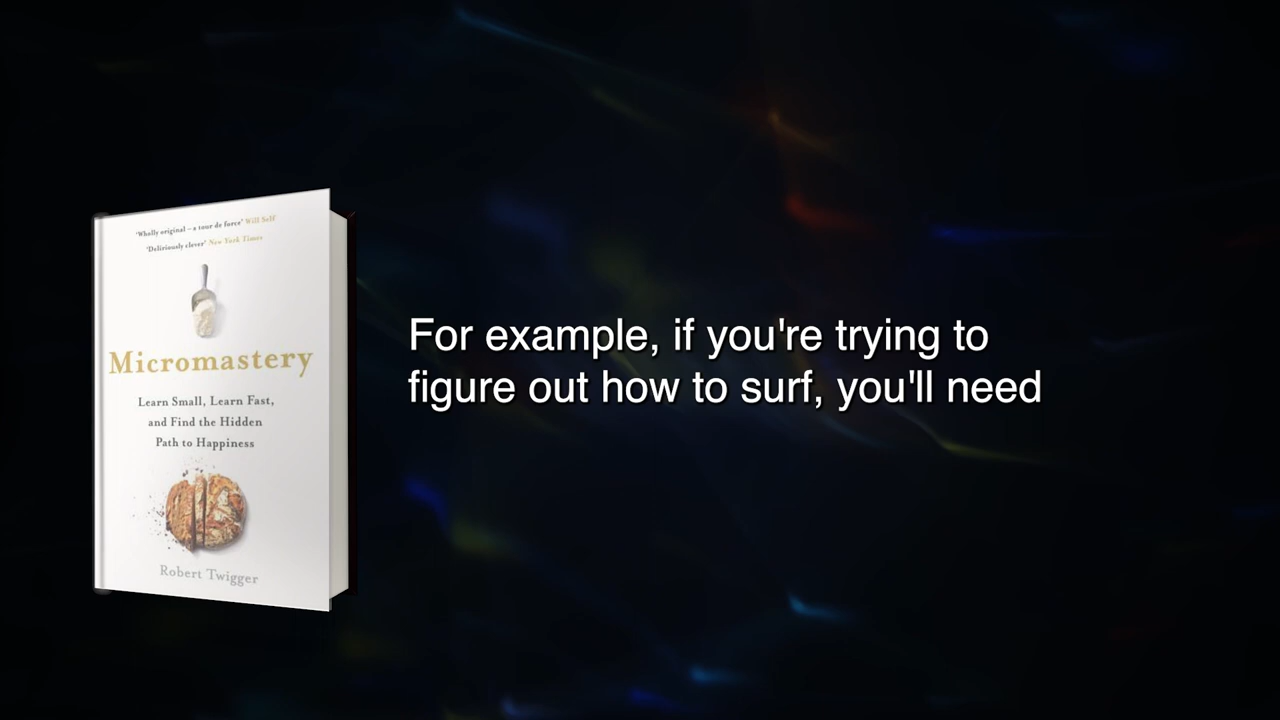 'Wholly original – a tour de force' Will Self
'Deliriously clever' New York Times
Micromastery
Learn Small, Learn Fast,
and Find the Hidden
Path to Happiness
Robert Twigger
For example, if you're trying to
figure out how to surf, you'll need